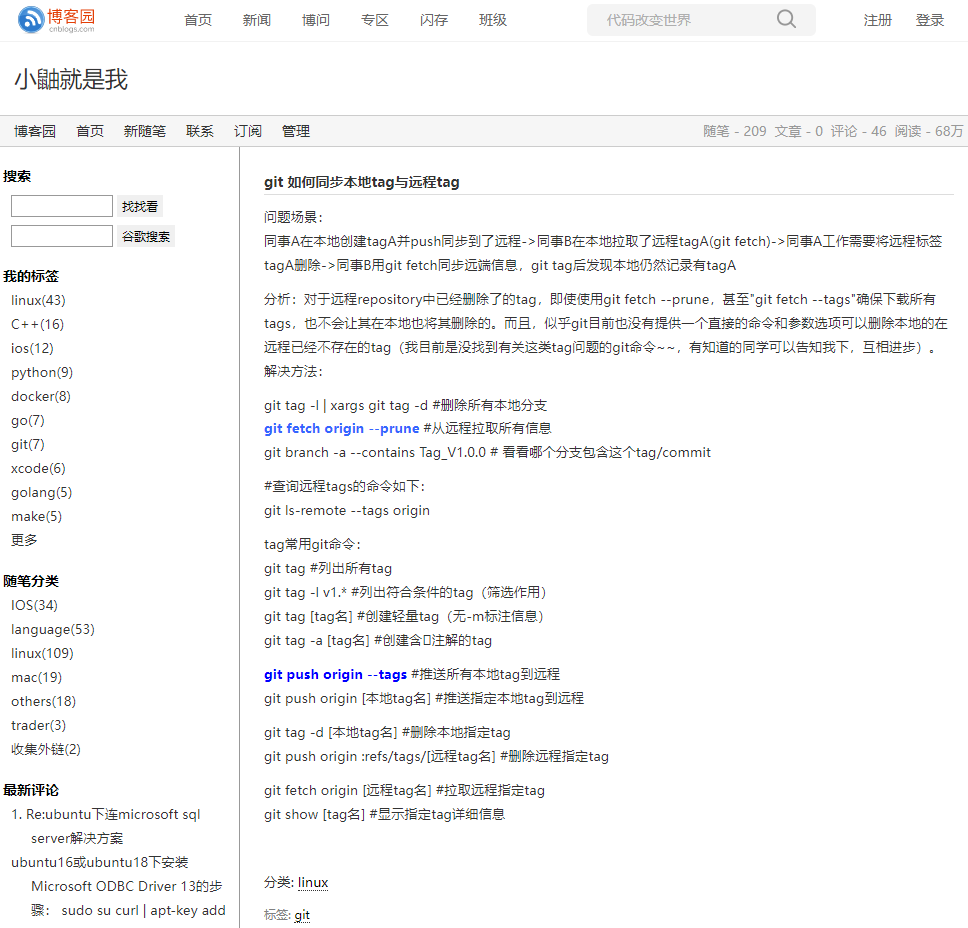 博客园
cnblogs.com
首页 新闻 博问 专区 闪存 班级
代码改变世界
注册 登录
小鼬就是我
博客园 首页 新随笔 联系 订阅 管理
随笔 - 209 文章 - 0 评论 - 46 阅读 - 68万
搜索
找找看
谷歌搜索
我的标签
linux(43)
C++(16)
ios(12)
python(9)
docker(8)
go(7)
git(7)
xcode(6)
golang(5)
make(5)
更多
随笔分类
IOS(34)
language(53)
linux(109)
mac(19)
others(18)
trader(3)
收集外链(2)
最新评论
1. Re:ubuntu下连microsoft sql
server解决方案
ubuntu16或ubuntu18下安装
Microsoft ODBC Driver 13的步
骤： sudo su curl | apt-key add
git 如何同步本地tag与远程tag
问题场景：
同事A在本地创建tagA并push同步到了远程->同事B在本地拉取了远程tagA(git fetch)->同事A工作需要将远程标签
tagA删除->同事B用git fetch同步远端信息，git tag后发现本地仍然记录有tagA
分析：对于远程repository中已经删除了的tag，即使使用git fetch --prune，甚至"git fetch --tags"确保下载所有
tags，也不会让其在本地也将其删除的。而且，似乎git目前也没有提供一个直接的命令和参数选项可以删除本地的在
远程已经不存在的tag（我目前是没找到有关这类tag问题的git命令~~，有知道的同学可以告知我下，互相进步）。
解决方法：
git tag -l | xargs git tag -d #删除所有本地分支
git fetch origin --prune #从远程拉取所有信息
git branch -a --contains Tag_V1.0.0 # 看看哪个分支包含这个tag/commit
#查询远程tags的命令如下：
git ls-remote --tags origin
tag常用git命令：
git tag #列出所有tag
git tag -l v1.* #列出符合条件的tag（筛选作用）
git tag [tag名] #创建轻量tag（无-m标注信息）
git tag -a [tag名] #创建含▯注解的tag
git push origin --tags #推送所有本地tag到远程
git push origin [本地tag名] #推送指定本地tag到远程
git tag -d [本地tag名] #删除本地指定tag
git push origin :refs/tags/[远程tag名] #删除远程指定tag
git fetch origin [远程tag名] #拉取远程指定tag
git show [tag名] #显示指定tag详细信息
分类: linux
标签: git